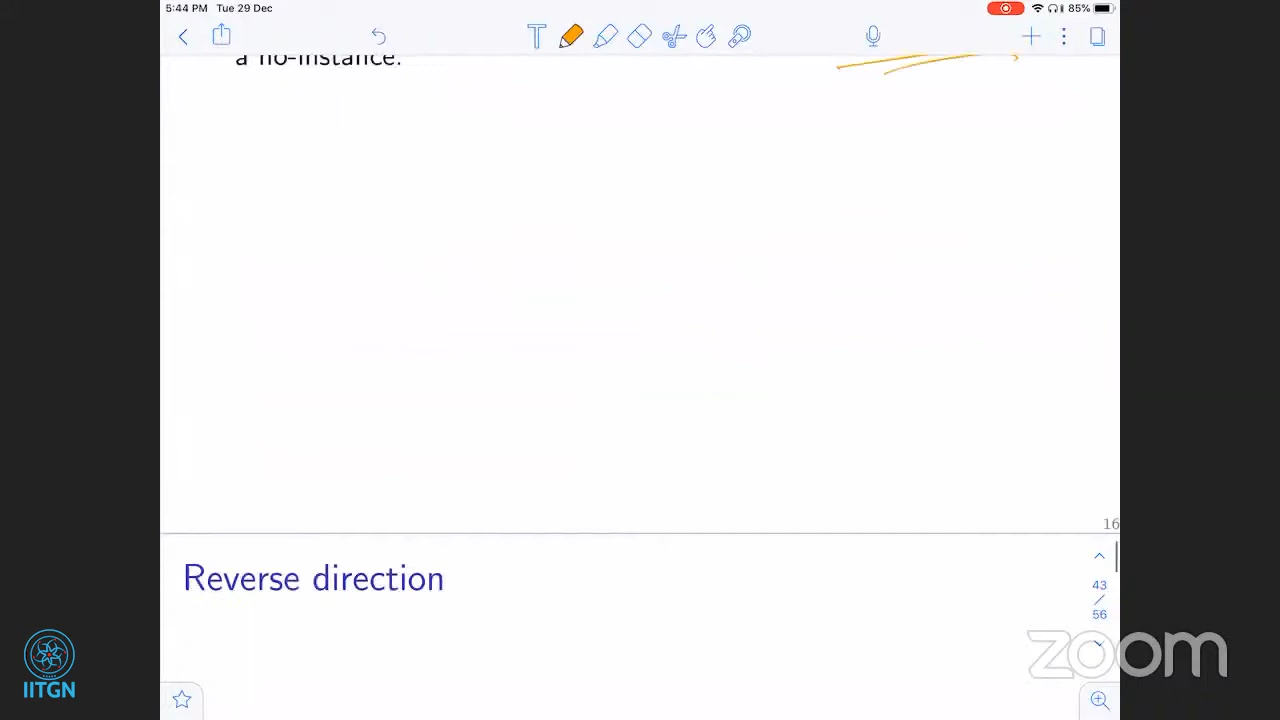 5:44 PM Tue 29 Dec
85%
a no-instance.
16
Reverse direction
43
56
zoom
IITGN